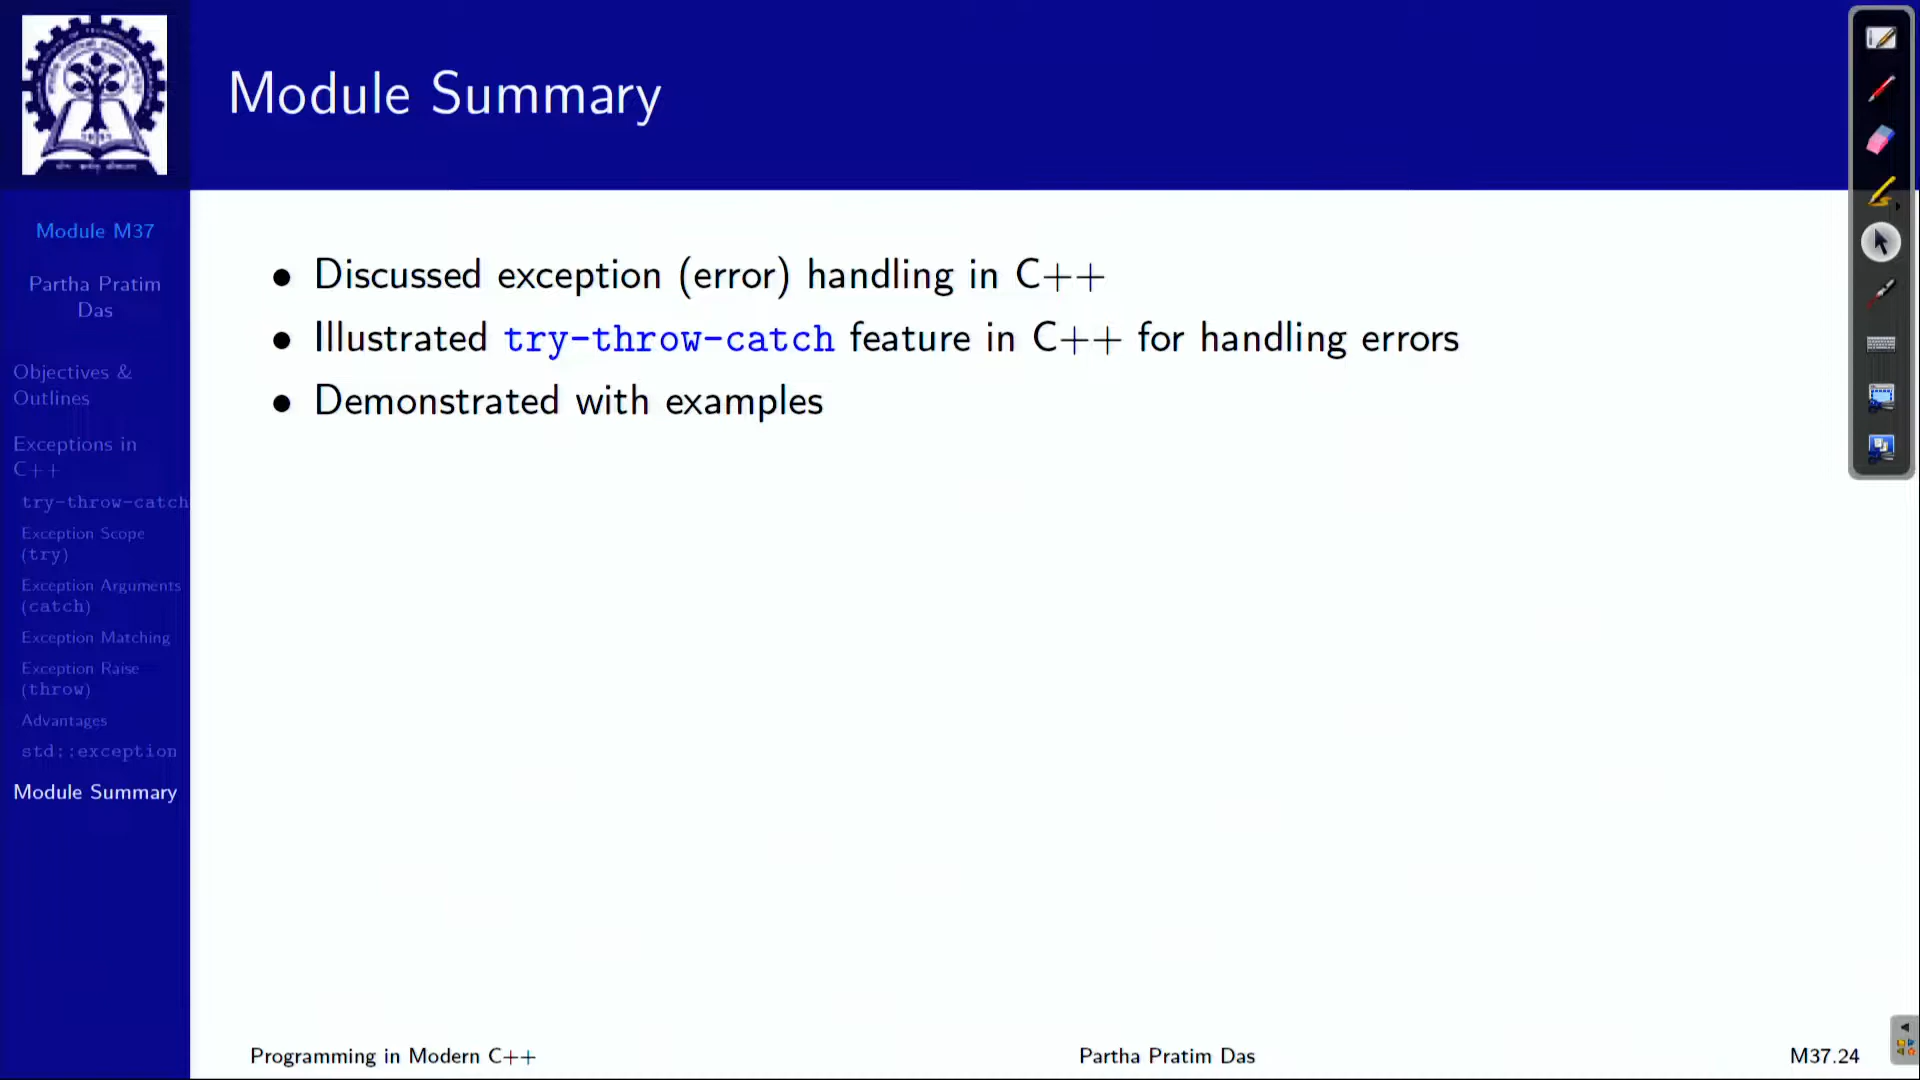 Module Summary
Module M37
Partha Pratim
Das
Objectives &
Outlines
Exceptions in
C++
try-throw-catch
Exception Scope
(try)
Exception Arguments
(catch)
Exception Matching
Exception Raise
(throw)
Advantages
std::exception
Module Summary
• Discussed exception (error) handling in C++
• Illustrated try-throw-catch feature in C++ for handling errors
• Demonstrated with examples
Programming in Modern C++
Partha Pratim Das
M37.24